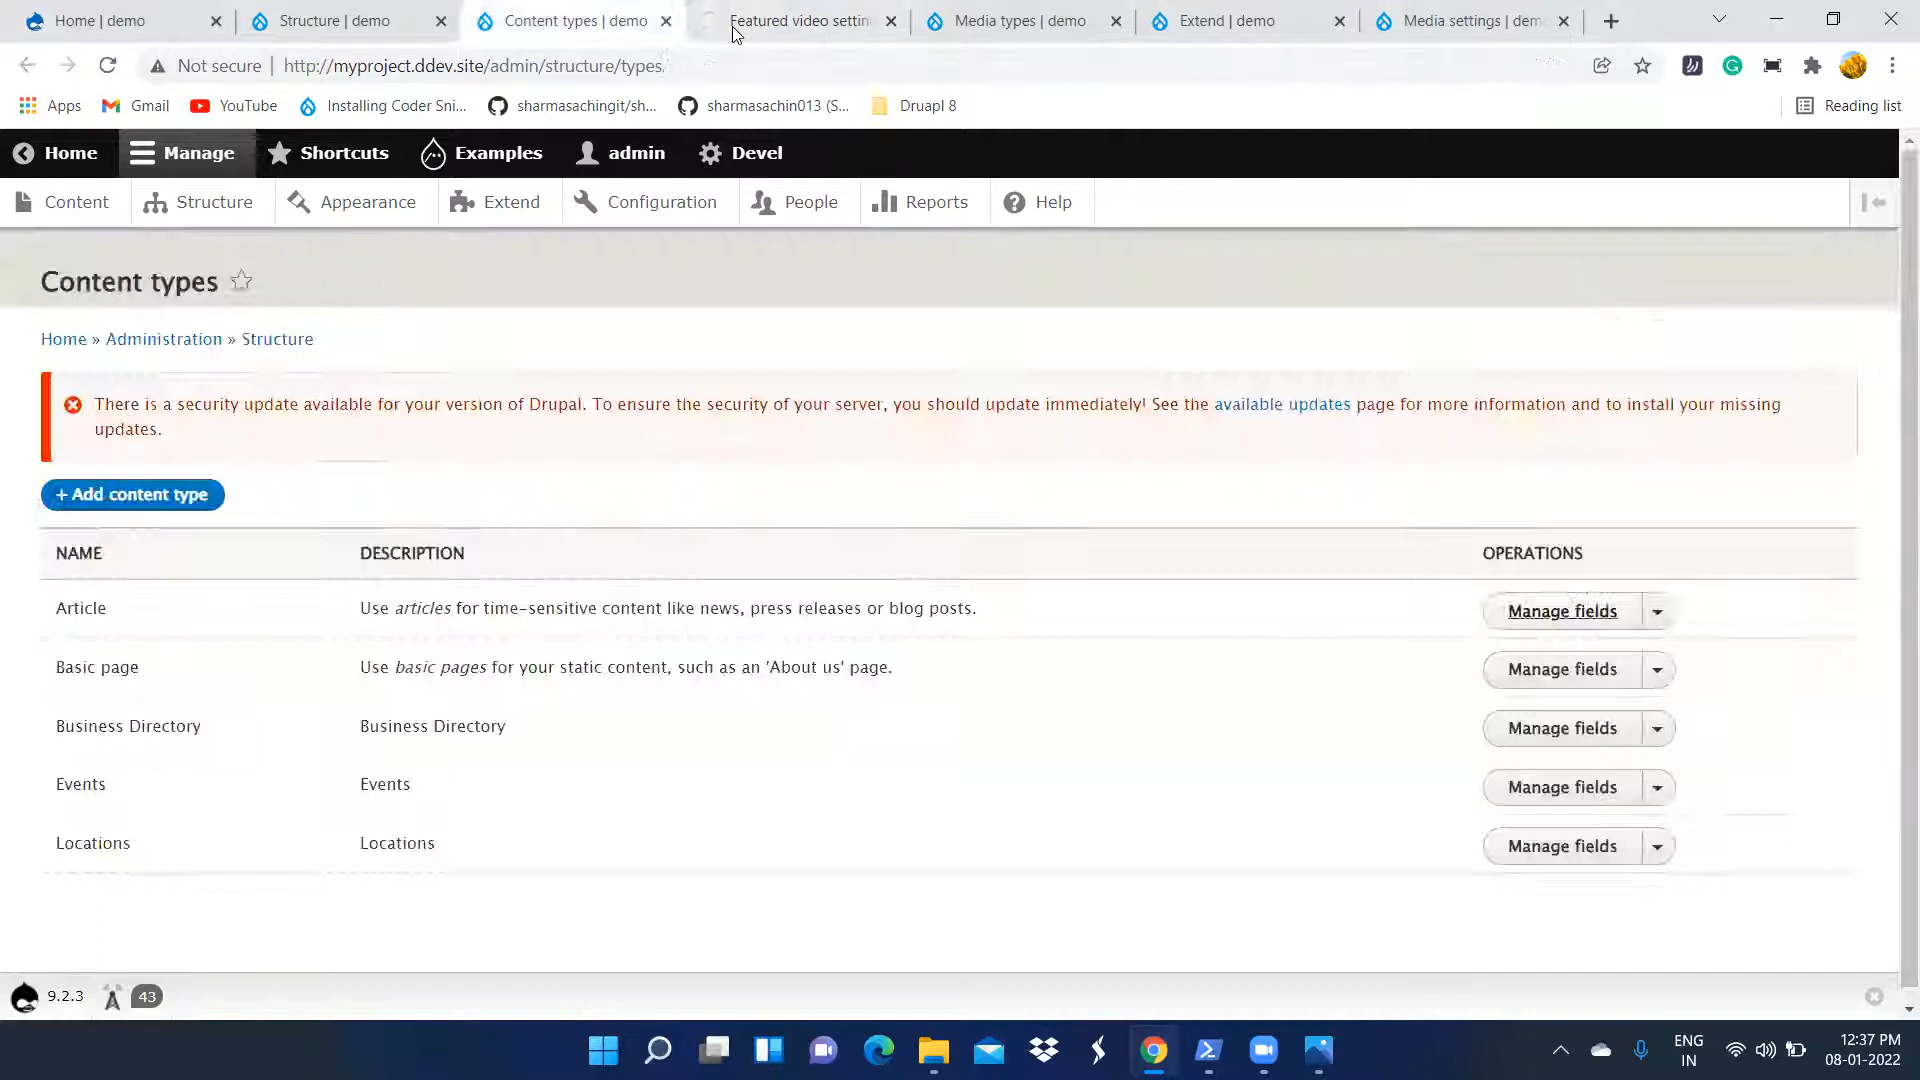 Home | demo
Structure | demo
Content types | demo
Featured video settin
Media types | demo
Extend | demo
Media settings | dem
Not secure
http://myproject.ddev.site/admin/structure/types
Apps
Gmail
YouTube
Installing Coder Sni...
sharmasachingit/sh...
sharmasachin013 (S...
Druapl 8
Reading list
Home
Manage
Shortcuts
Examples
admin
Devel
Content
Structure
Appearance
Extend
Configuration
People
Reports
Help
Content types
Home » Administration » Structure
There is a security update available for your version of Drupal. To ensure the security of your server, you should update immediately! See the available updates page for more information and to install your missing
updates.
+ Add content type
NAME
DESCRIPTION
OPERATIONS
Article
Use articles for time-sensitive content like news, press releases or blog posts.
Manage fields
Basic page
Use basic pages for your static content, such as an 'About us' page.
Manage fields
Business Directory
Business Directory
Manage fields
Events
Events
Manage fields
Locations
Locations
Manage fields
9.2.3
43
ENG
IN
12:37 PM
08-01-2022